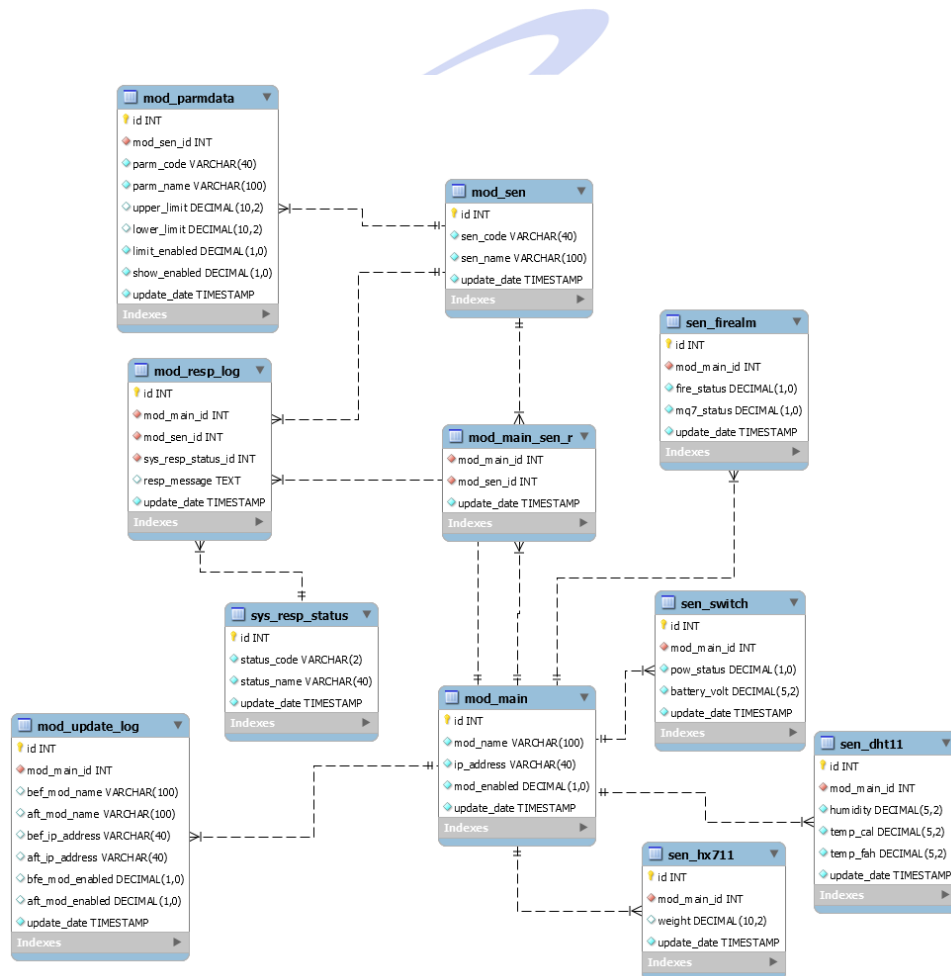 mod_parmdata
id INT
mod_sen_id INT
parm_code VARCHAR(40)
parm_name VARCHAR(100)
upper_limit DECIMAL(10,2)
lower_limit DECIMAL(10,2)
limit_enabled DECIMAL(1,0)
show_enabled DECIMAL(1,0)
update_date TIMESTAMP
Indexes
mod_sen
id INT
sen_code VARCHAR(40)
sen_name VARCHAR(100)
update_date TIMESTAMP
Indexes
sen_firealm
id INT
mod_main_id INT
fire_status DECIMAL(1,0)
mq7_status DECIMAL(1,0)
update_date TIMESTAMP
Indexes
mod_resp_log
id INT
mod_main_id INT
mod_sen_id INT
sys_resp_status_id INT
resp_message TEXT
update_date TIMESTAMP
Indexes
mod_main_sen_r
mod_main_id INT
mod_sen_id INT
update_date TIMESTAMP
Indexes
sys_resp_status
id INT
status_code VARCHAR(2)
status_name VARCHAR(40)
update_date TIMESTAMP
Indexes
sen_switch
id INT
mod_main_id INT
pow_status DECIMAL(1,0)
battery_volt DECIMAL(5,2)
update_date TIMESTAMP
Indexes
mod_main
id INT
mod_name VARCHAR(100)
ip_address VARCHAR(40)
mod_enabled DECIMAL(1,0)
update_date TIMESTAMP
Indexes
mod_update_log
id INT
mod_main_id INT
bef_mod_name VARCHAR(100)
aft_mod_name VARCHAR(100)
bef_ip_address VARCHAR(40)
aft_ip_address VARCHAR(40)
bfe_mod_enabled DECIMAL(1,0)
aft_mod_enabled DECIMAL(1,0)
update_date TIMESTAMP
Indexes
sen_dht11
id INT
mod_main_id INT
humidity DECIMAL(5,2)
temp_cal DECIMAL(5,2)
temp_fah DECIMAL(5,2)
update_date TIMESTAMP
Indexes
sen_hx711
id INT
mod_main_id INT
weight DECIMAL(10,2)
update_date TIMESTAMP
Indexes